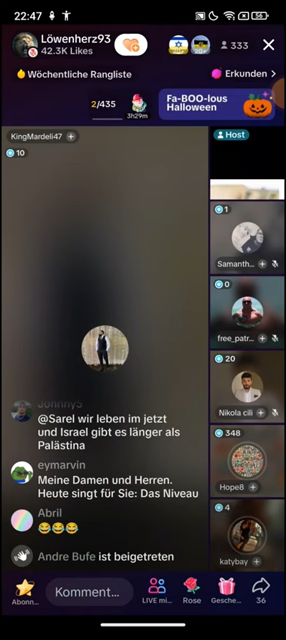 22:47
56
Löwenherz93
42.3K Likes
333
Wöchentliche Rangliste
Erkunden >
2/435
3h29m
Fa-BOO-lous
Halloween
KingMardeli47 +
10
Host
1
Samanth... +
0
free_patr... +
20
Nikola cili +
348
Hope8 +
4
katybay +
Johnny5
@Sarel wir leben im jetzt
und Israel gibt es länger als
Palästina
eymarvin
Meine Damen und Herren.
Heute singt für Sie: Das Niveau
Abril
😂😂😂
Andre Bufe ist beigetreten
Komment...
Abonn...
LIVE mi...
Rose
Gesche...
36